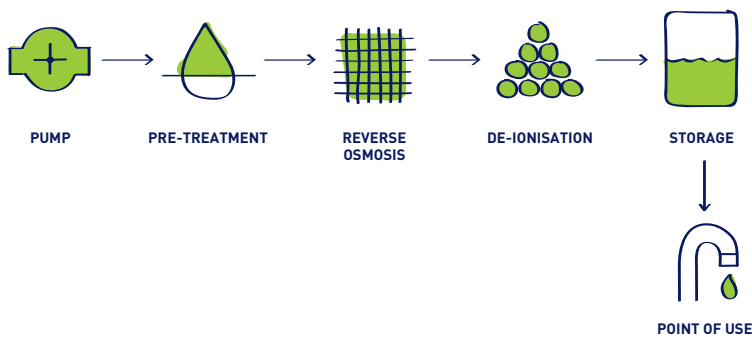 PUMP
PRE-TREATMENT
REVERSE
OSMOSIS
DE-IONISATION
STORAGE
POINT OF USE